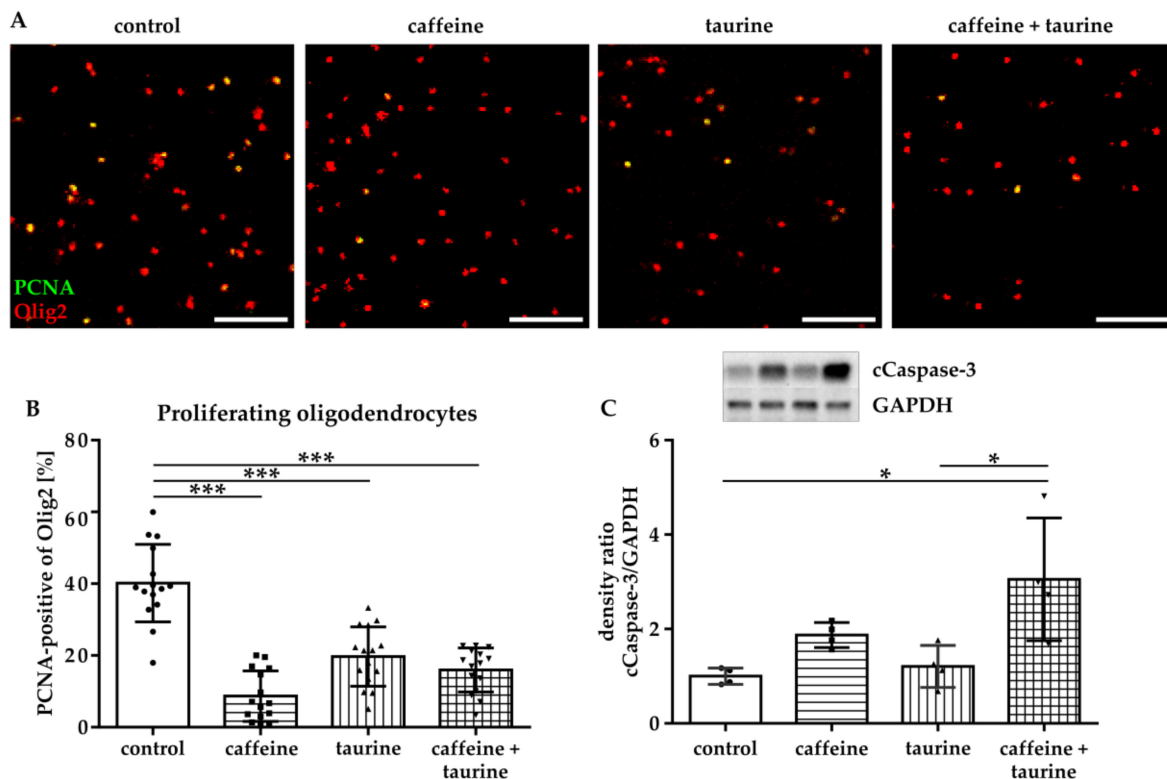 A
control
caffeine
taurine
caffeine + taurine
PCNA
Olig2
cCaspase-3
GAPDH
B
Proliferating oligodendrocytes
PCNA-positive of Olig2 [%]
80
60
40
20
0
***
***
***
control
caffeine
taurine
caffeine +
taurine
C
density ratio
cCaspase-3/GAPDH
6
4
2
0
*
*
control
caffeine
taurine
caffeine +
taurine